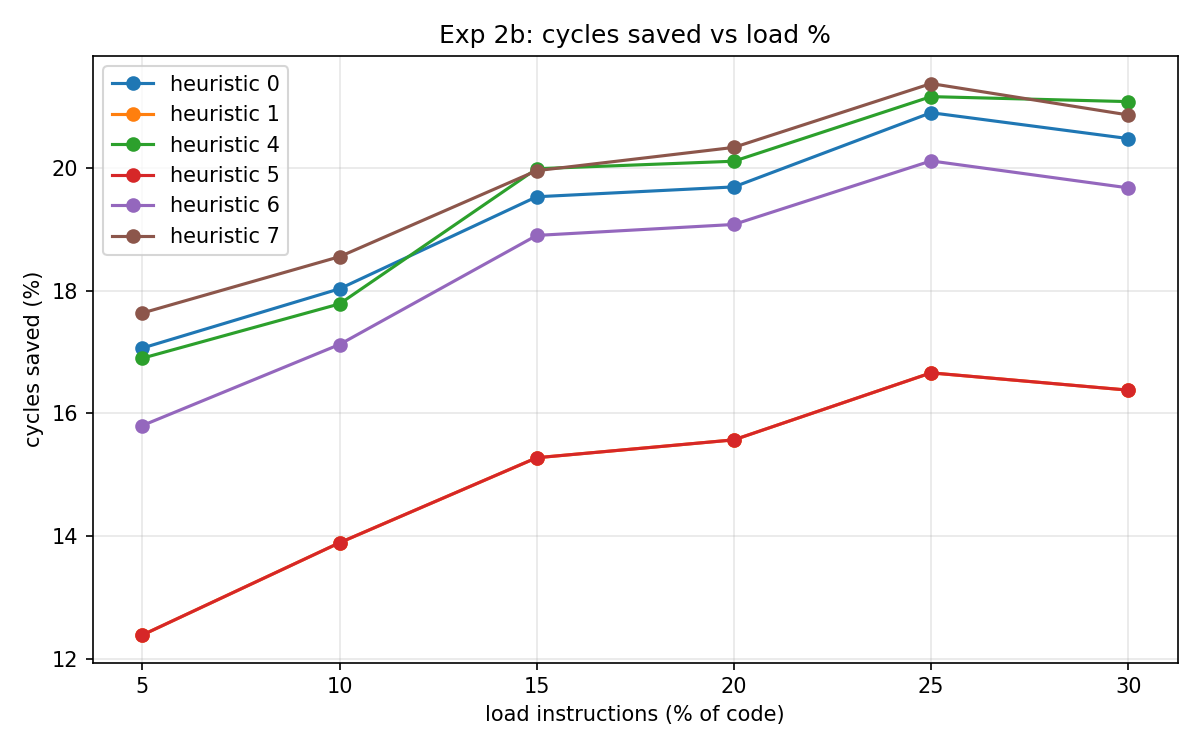 Exp 2b: cycles saved vs load %
heuristic 0
heuristic 1
heuristic 4
heuristic 5
heuristic 6
heuristic 7
20
18
16
14
12
cycles saved (%)
5 10 15 20 25 30
load instructions (% of code)